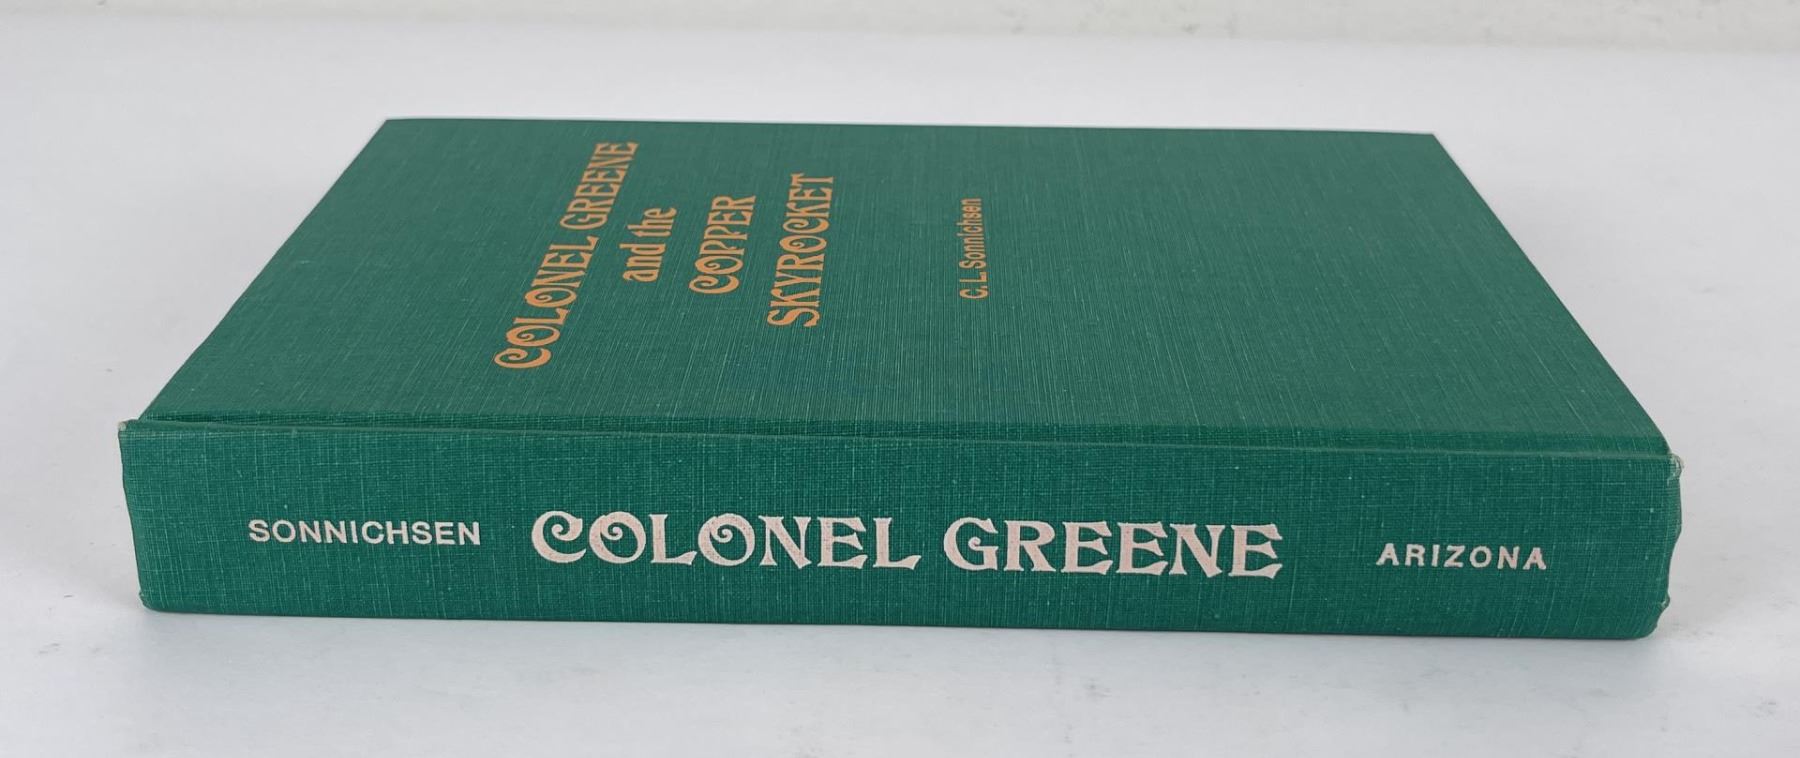 COLONEL GREENE
and the
COPPER
SKYROCKET
C. L. Sonnichsen
SONNICHSEN COLONEL GREENE ARIZONA